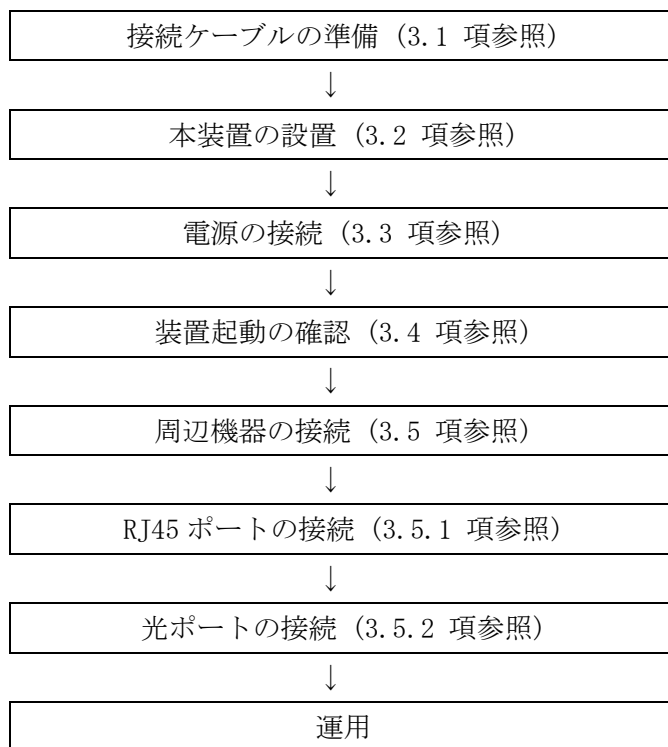 接続ケーブルの準備 (3.1 項参照)
↓
本装置の設置 (3.2 項参照)
↓
電源の接続 (3.3 項参照)
↓
装置起動の確認 (3.4 項参照)
↓
周辺機器の接続 (3.5 項参照)
↓
RJ45 ポートの接続 (3.5.1 項参照)
↓
光ポートの接続 (3.5.2 項参照)
↓
運用